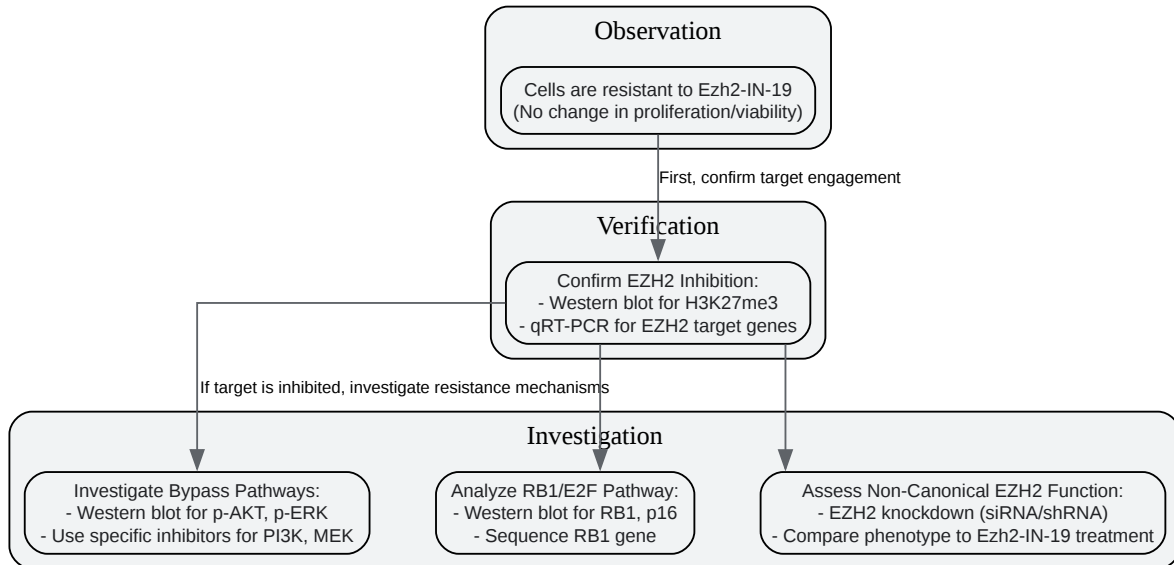 Observation
Cells are resistant to Ezh2-IN-19
(No change in proliferation/viability)
First, confirm target engagement
Verification
Confirm EZH2 Inhibition:
- Western blot for H3K27me3
- qRT-PCR for EZH2 target genes
If target is inhibited, investigate resistance mechanisms
Investigation
Investigate Bypass Pathways:
- Western blot for p-AKT, p-ERK
- Use specific inhibitors for PI3K, MEK
Analyze RB1/E2F Pathway:
- Western blot for RB1, p16
- Sequence RB1 gene
Assess Non-Canonical EZH2 Function:
- EZH2 knockdown (siRNA/shRNA)
- Compare phenotype to Ezh2-IN-19 treatment